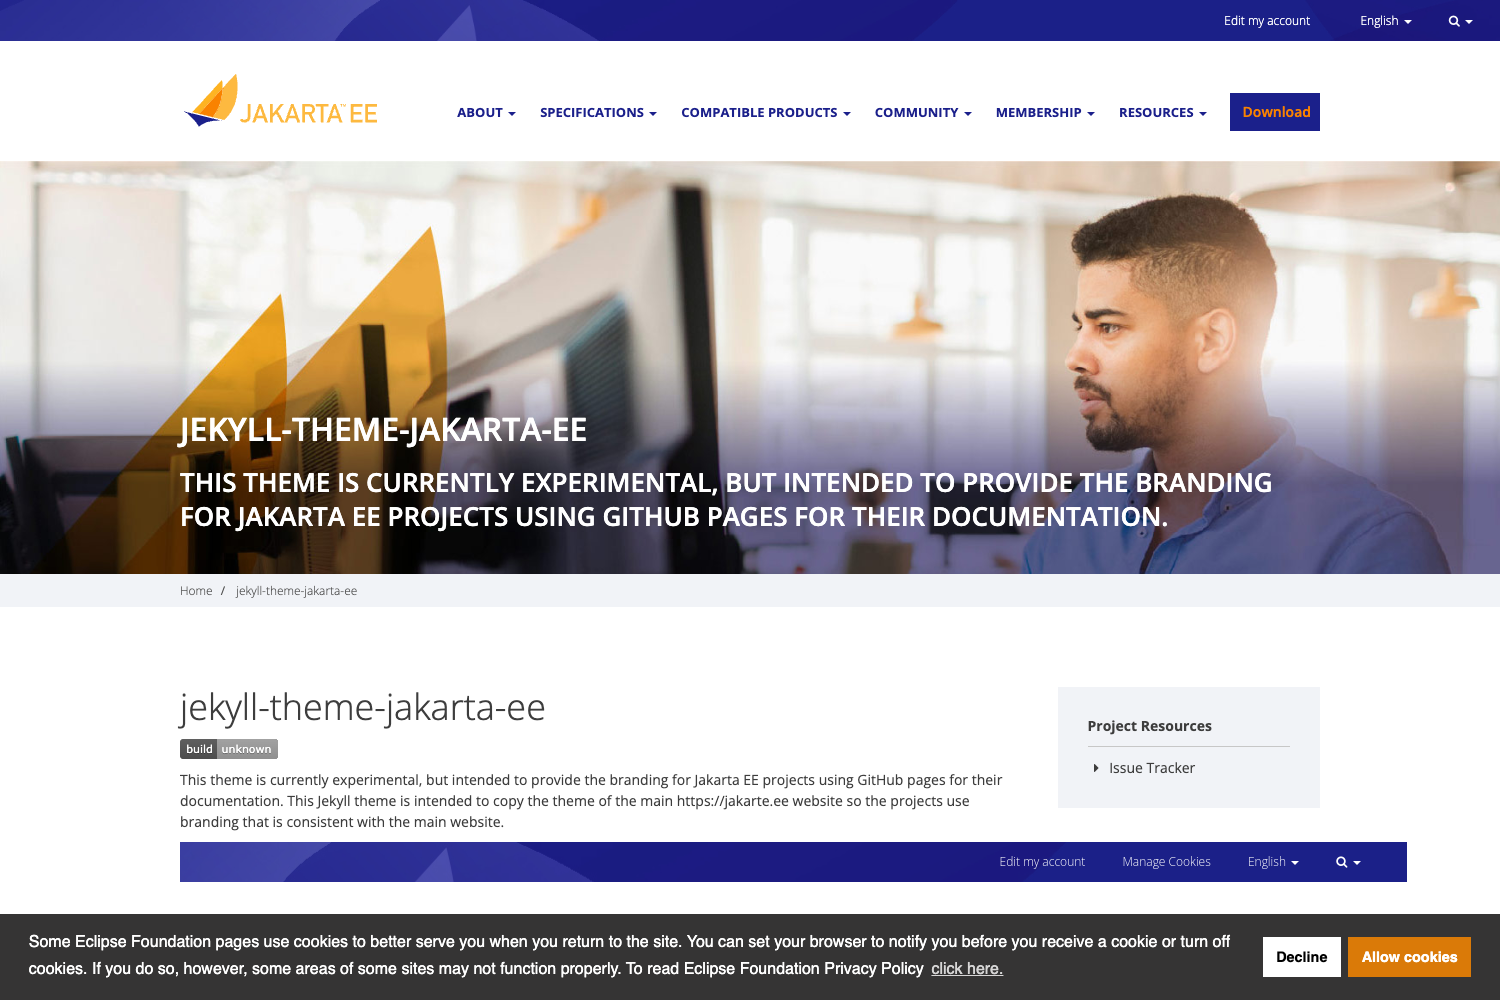 Edit my account English
JAKARTA EE
ABOUT SPECIFICATIONS COMPATIBLE PRODUCTS COMMUNITY MEMBERSHIP RESOURCES Download
JEKYLL-THEME-JAKARTA-EE
THIS THEME IS CURRENTLY EXPERIMENTAL, BUT INTENDED TO PROVIDE THE BRANDING
FOR JAKARTA EE PROJECTS USING GITHUB PAGES FOR THEIR DOCUMENTATION.
Home / jekyll-theme-jakarta-ee
jekyll-theme-jakarta-ee
build unknown
This theme is currently experimental, but intended to provide the branding for Jakarta EE projects using GitHub pages for their
documentation. This Jekyll theme is intended to copy the theme of the main https://jakarte.ee website so the projects use
branding that is consistent with the main website.
Project Resources
Issue Tracker
Edit my account Manage Cookies English
Some Eclipse Foundation pages use cookies to better serve you when you return to the site. You can set your browser to notify you before you receive a cookie or turn off
cookies. If you do so, however, some areas of some sites may not function properly. To read Eclipse Foundation Privacy Policy click here.
Decline Allow cookies